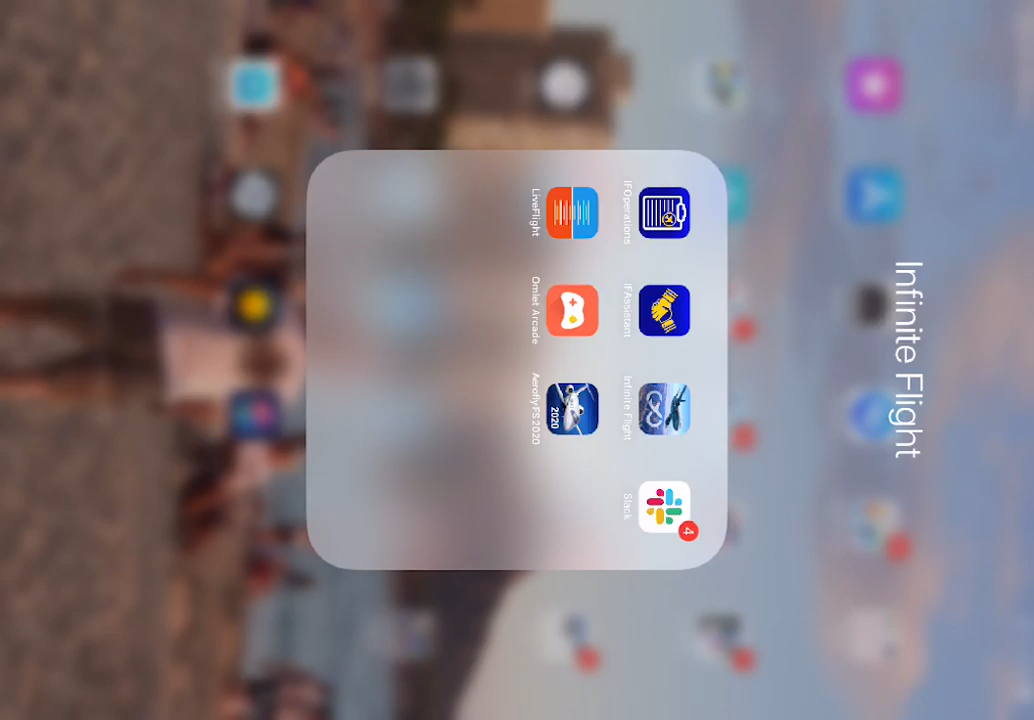 Infinite Flight
IFOperations
IFAssistant
Infinite Flight
Slack
4
LiveFlight
Omlet Arcade
Aerofly FS 2020
2020